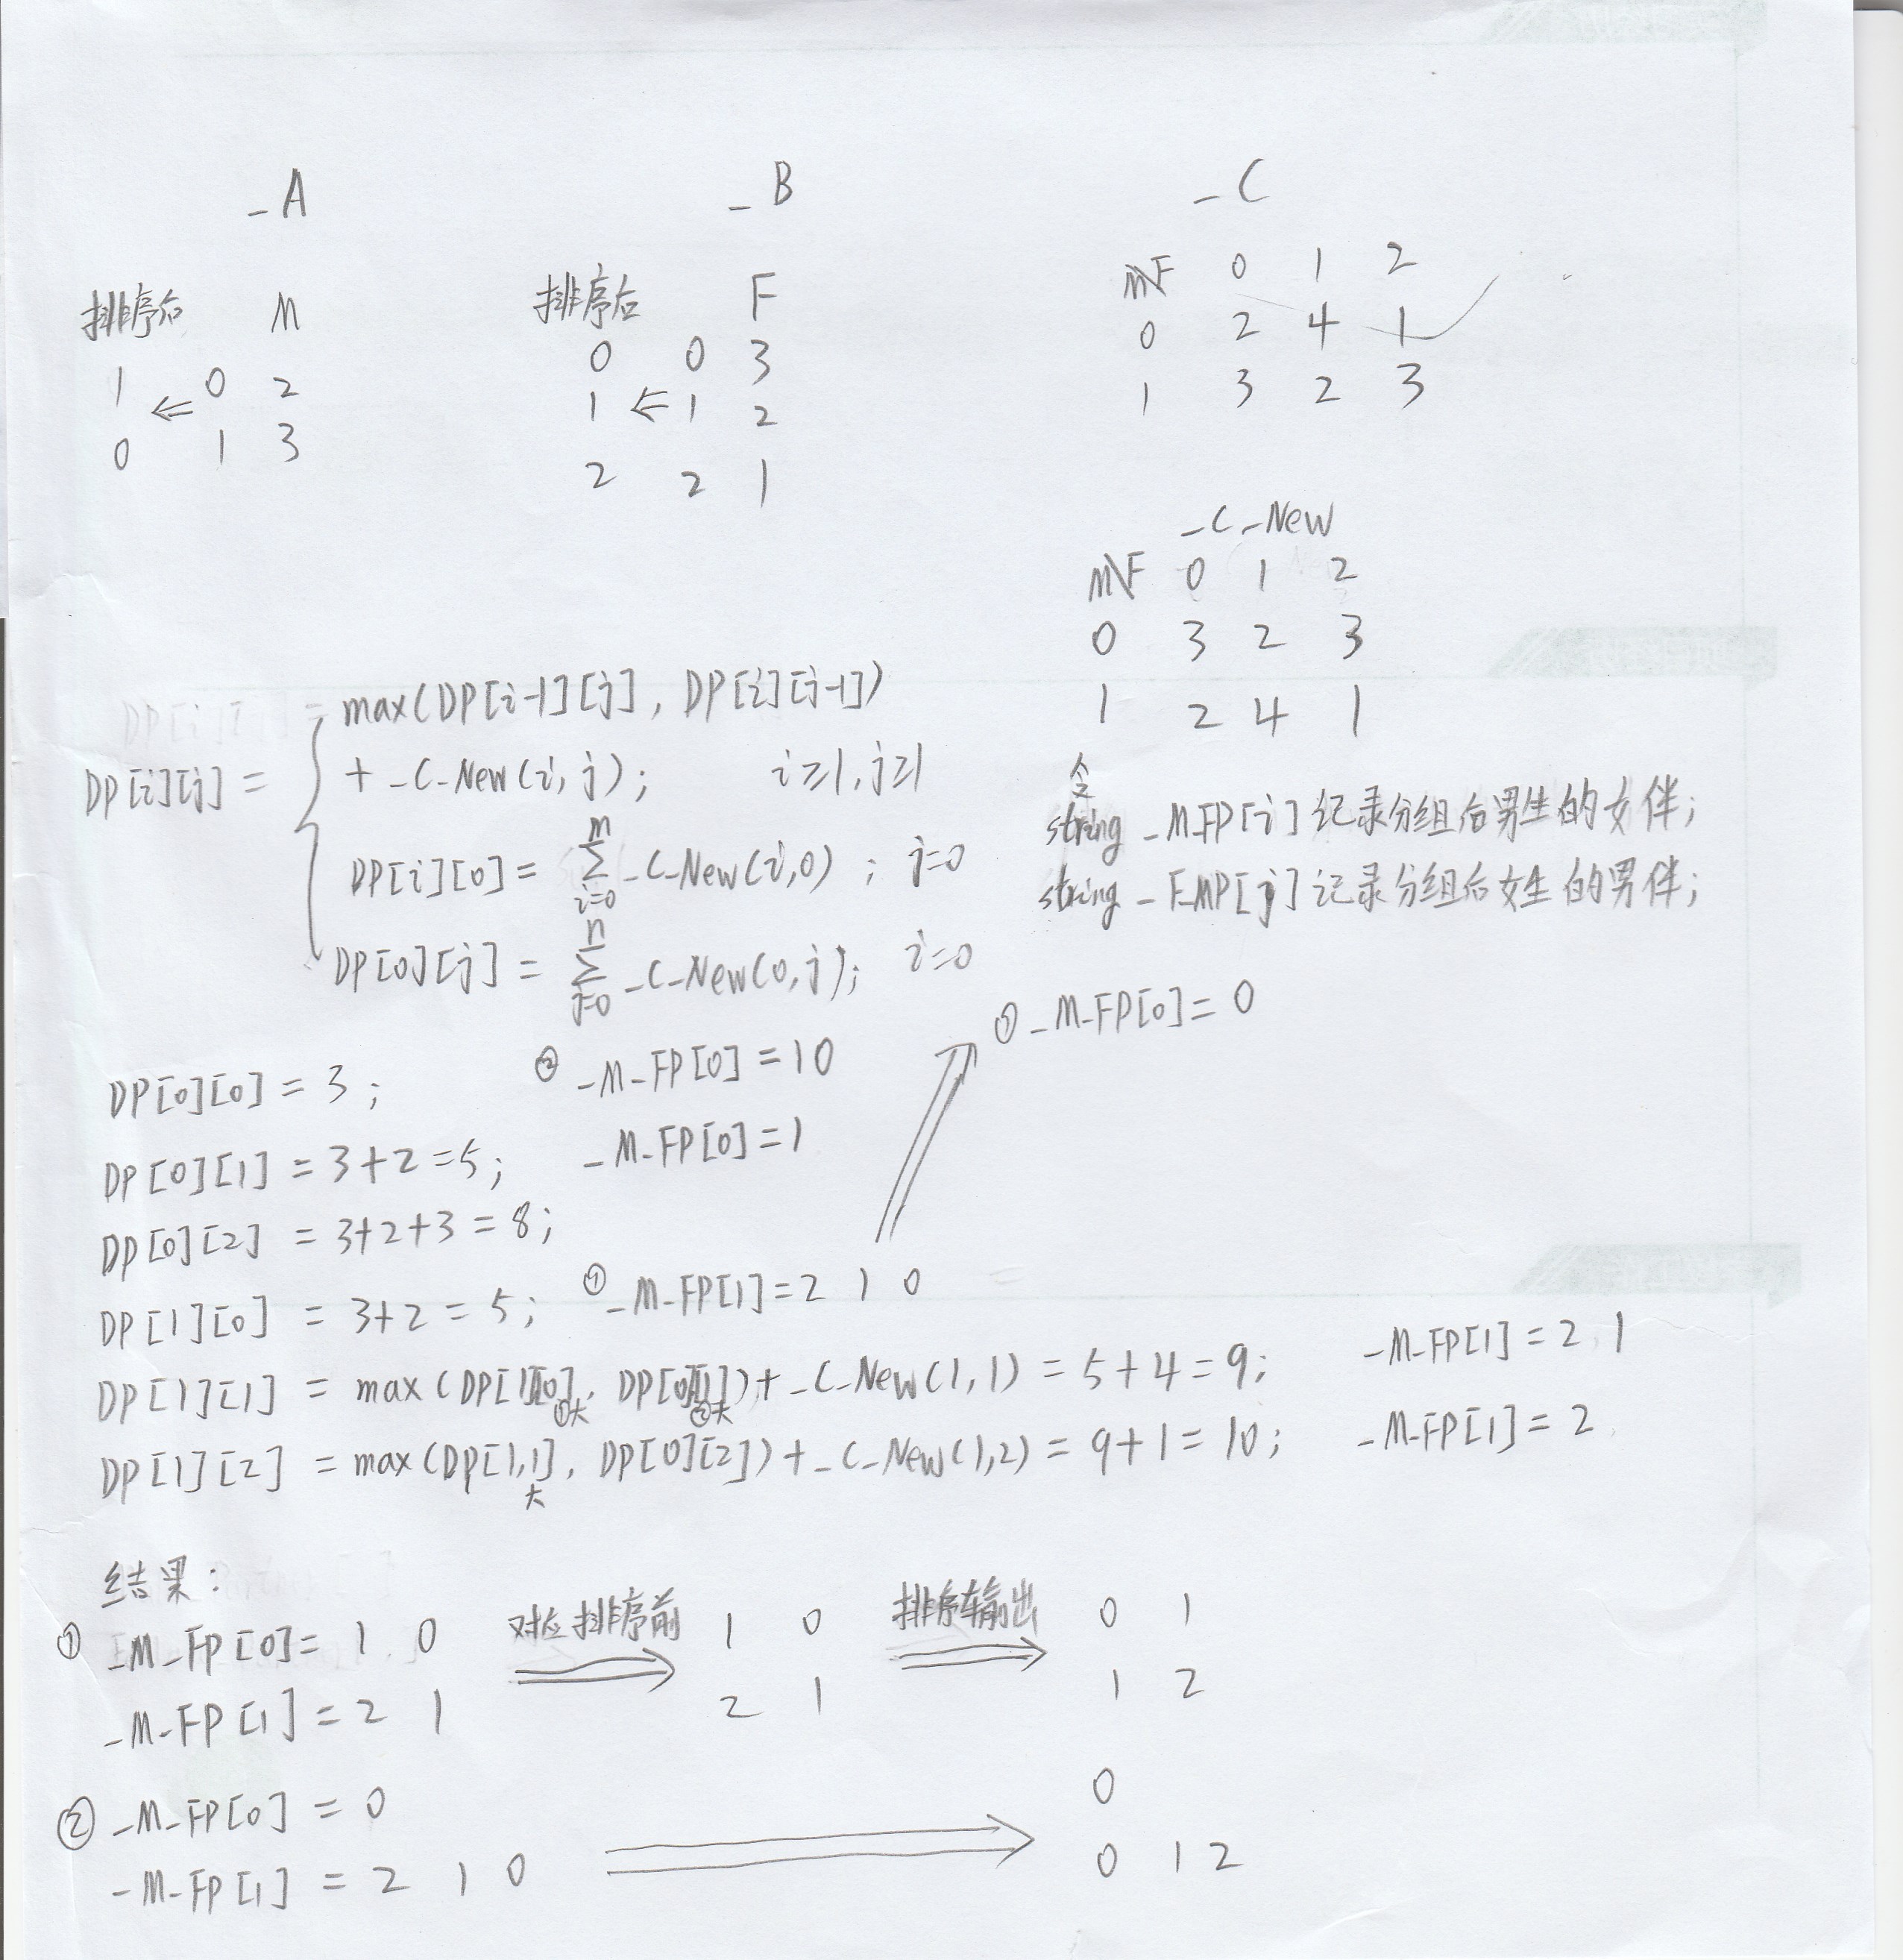 _A
_B
_C
排序后 M
1 ⇐ 0 2
0 1 3
排序后 F
0 0 3
1 ⇐ 1 2
2 2 1
M\F 0 1 2
0 2 4 1
1 3 2 3
_C_New
M\F 0 1 2
0 3 2 3
1 2 4 1
DP[i][j] =
max(DP[i-1][j], DP[i][j-1])
+ _C_New(i, j); i≥1, j≥1
DP[i][0] = m∑i=0 _C_New(i,0); j=0
DP[0][j] = n∑j=0 _C_New(0,j); i=0
令
string _M_FP[i] 记录分组后男生的女伴;
string _F_MP[j] 记录分组后女生的男伴;
① _M_FP[0] = 0
DP[0][0] = 3; ② _M_FP[0] = 1 0
DP[0][1] = 3+2=5; _M_FP[0] = 1
DP[0][2] = 3+2+3 = 8;
DP[1][0] = 3+2 = 5; ① _M_FP[1] = 2 1 0
DP[1][1] = max(DP[1][0], DP[0][1]) + _C_New(1,1) = 5+4=9; _M_FP[1] = 2 1
①大 ②大
DP[1][2] = max(DP[1,1], DP[0][2]) + _C_New(1,2) = 9+1=10; _M_FP[1] = 2
大
结果:
① _M_FP[0] = 1 0 对应排序前 1 0 排序输出 0 1
_M_FP[1] = 2 1 2 1 1 2
② _M_FP[0] = 0 0
_M_FP[1] = 2 1 0 0 1 2